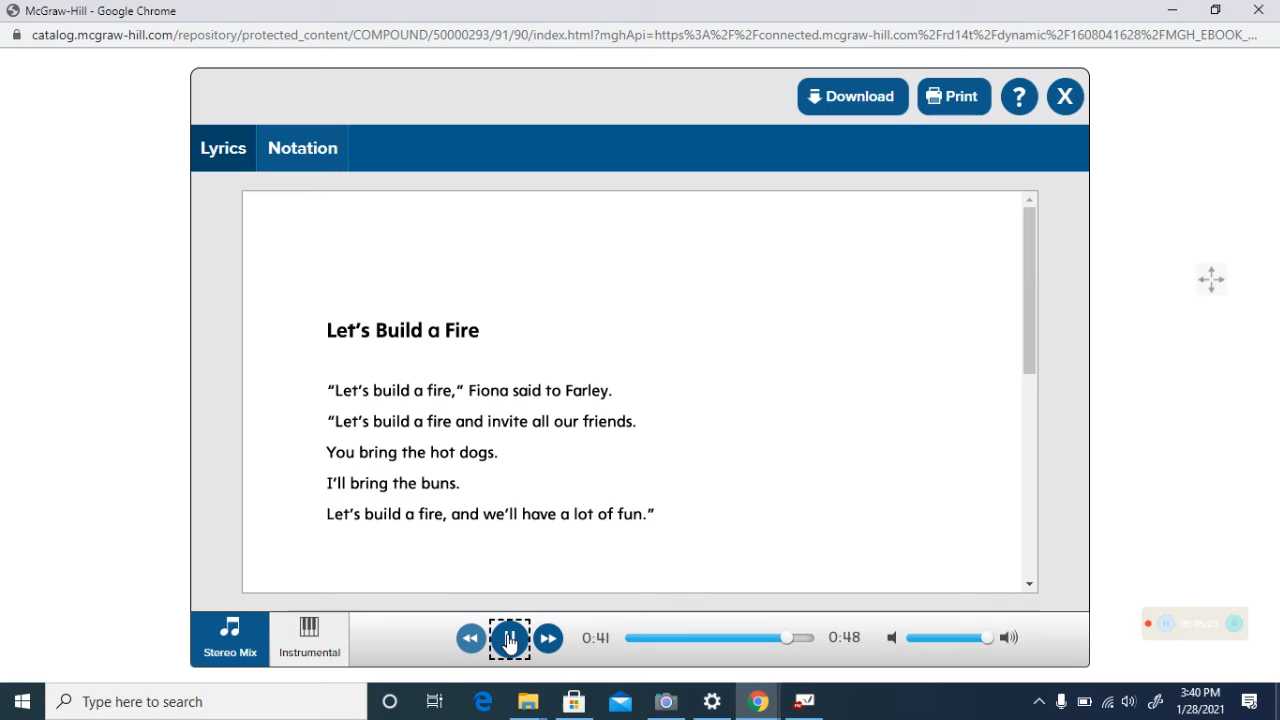 McGraw-Hill - Google Chrome
catalog.mcgraw-hill.com/repository/protected_content/COMPOUND/50000293/91/90/index.html?mghApi=https%3A%2F%2Fconnected.mcgraw-hill.com%2Frd14t%2Fdynamic%2F1608041628%2FMGH_EBOOK_...
Download
Print
?
X
Lyrics
Notation
Let's Build a Fire
“Let's build a fire,” Fiona said to Farley.
“Let's build a fire and invite all our friends.
You bring the hot dogs.
I'll bring the buns.
Let's build a fire, and we'll have a lot of fun.”
Stereo Mix
Instrumental
0:41
0:48
00:05:23
Type here to search
3:40 PM
1/28/2021